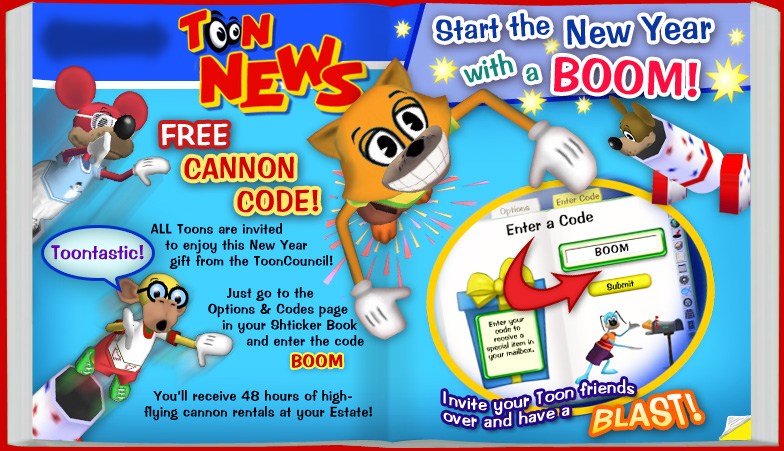 TOON
NEWS
FREE
CANNON
CODE!
ALL Toons are invited
to enjoy this New Year
gift from the ToonCouncil!
Toontastic!
Just go to the
Options & Codes page
in your Shticker Book
and enter the code
BOOM
You'll receive 48 hours of high-
flying cannon rentals at your Estate!
Start the New Year
with a BOOM!
Options
Enter Code
Enter a Code
BOOM
Submit
Enter your
code to
receive a
special item in
your mailbox.
Invite your Toon friends
over and have a BLAST!